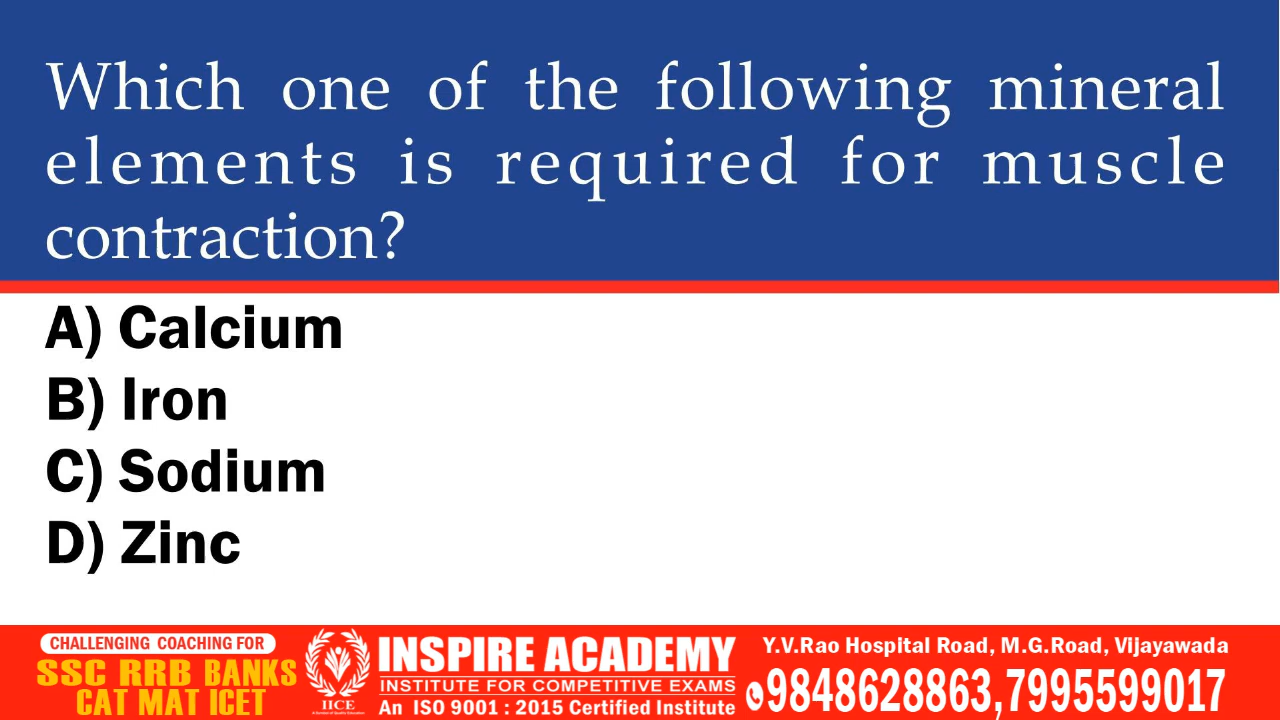 Which one of the following mineral
elements is required for muscle
contraction?
A) Calcium
B) Iron
C) Sodium
D) Zinc
CHALLENGING COACHING FOR
SSC RRB BANKS
CAT MAT ICET
IICE
INSPIRE ACADEMY
INSTITUTE FOR COMPETITIVE EXAMS
An ISO 9001 : 2015 Certified Institute
Y.V.Rao Hospital Road, M.G.Road, Vijayawada
9848628863,7995599017